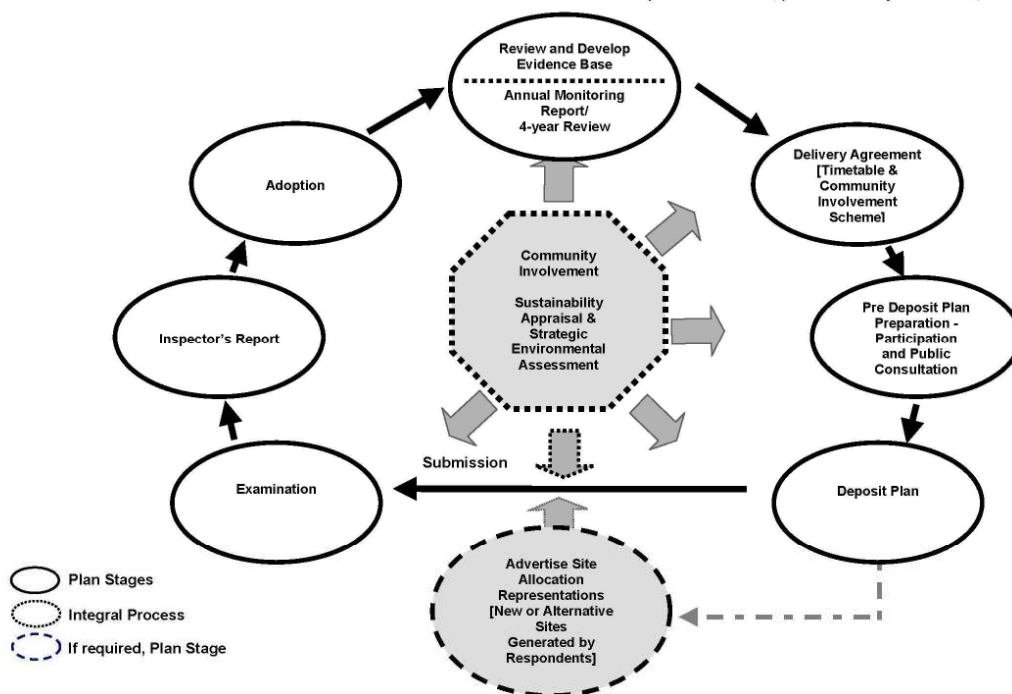 Review and Develop
Evidence Base
Annual Monitoring
Report/
4-year Review
Delivery Agreement
[Timetable &
Community
Involvement
Scheme]
Pre Deposit Plan
Preparation -
Participation
and Public
Consultation
Deposit Plan
Submission
Examination
Inspector's Report
Adoption
Community
Involvement
Sustainability
Appraisal &
Strategic
Environmental
Assessment
Advertise Site
Allocation
Representations
[New or Alternative
Sites
Generated by
Respondents]
Plan Stages
Integral Process
If required, Plan Stage